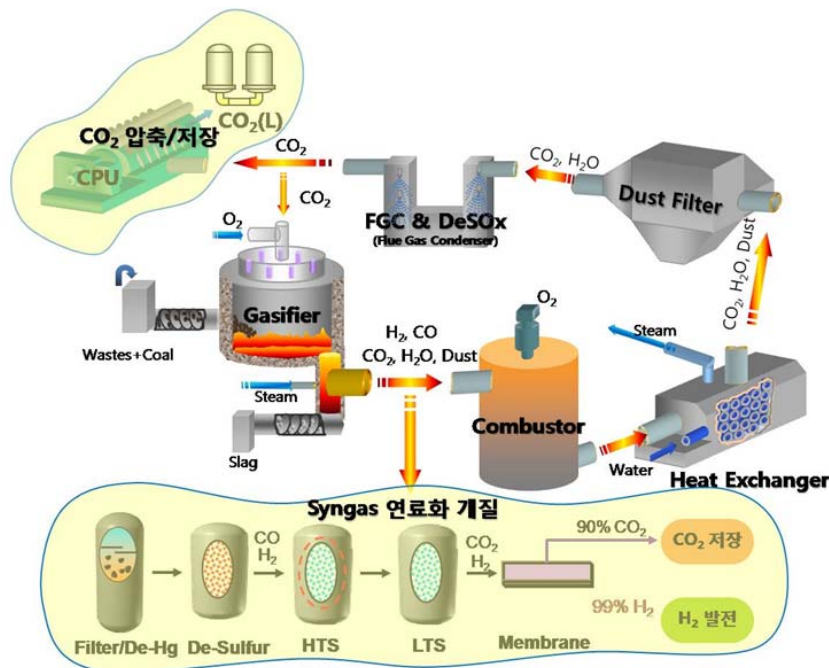 CO₂(L)
CO₂ 압축/저장
CPU
CO₂
CO₂
O₂
CO₂, H₂O
Dust Filter
FGC & DeSOx
(Flue Gas Condenser)
CO₂, H₂O, Dust
Gasifier
Wastes+Coal
H₂, CO
CO₂, H₂O, Dust
O₂
Steam
Steam
Slag
Combustor
Water
Heat Exchanger
Syngas 연료화 개질
CO
H₂
CO₂
H₂
90% CO₂
CO₂ 저장
99% H₂
H₂ 발전
Filter/De-Hg
De-Sulfur
HTS
LTS
Membrane